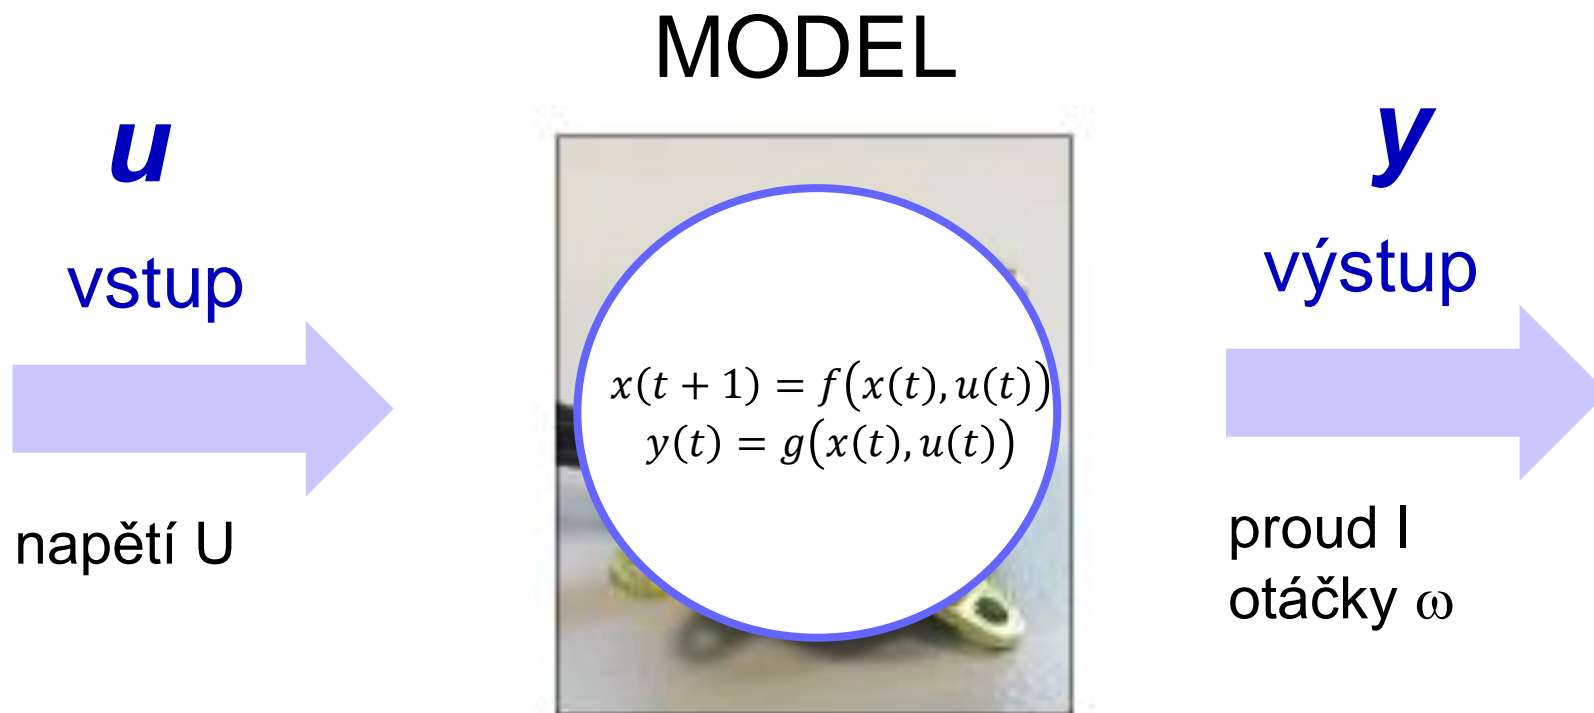 MODEL
u
vstup
napětí U
x(t + 1) = f(x(t), u(t))
y(t) = g(x(t), u(t))
y
výstup
proud I
otáčky ω